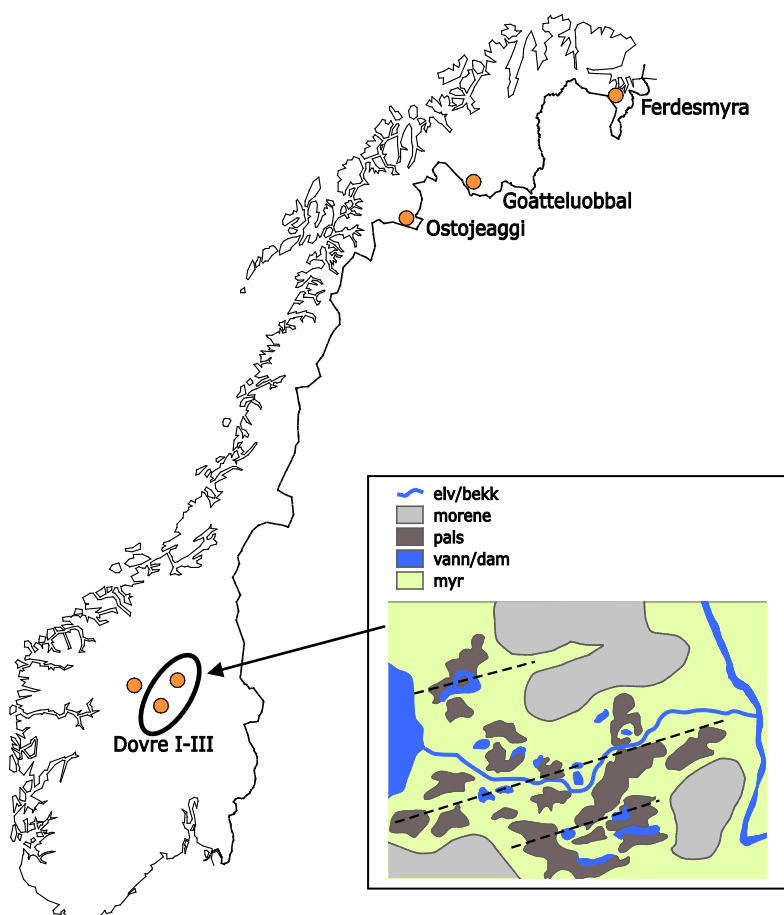 Ferdesmyra
Goatteluobbal
Ostojeaggi
elv/bekk
morene
pals
vann/dam
myr
Dovre I-III